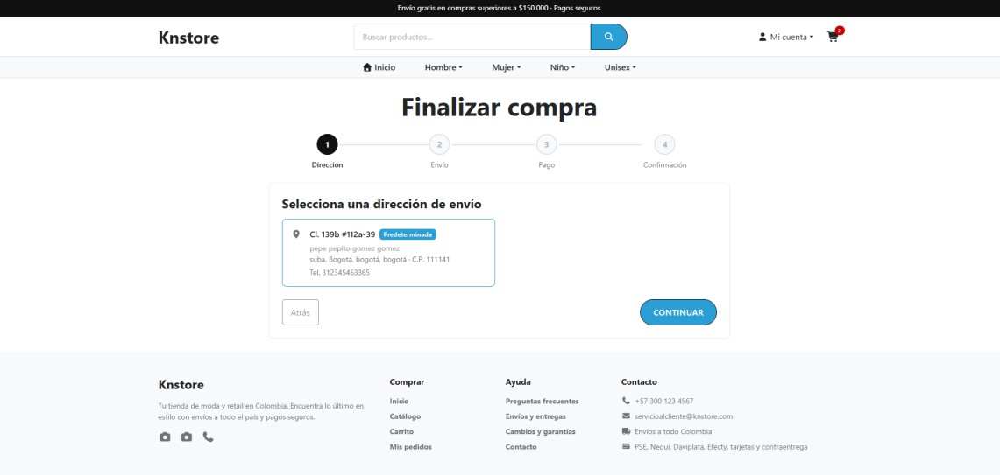 Envío gratis en compras superiores a $150.000 · Pagos seguros
Knstore
Buscar productos...
Mi cuenta
2
Inicio
Hombre
Mujer
Niño
Unisex
Finalizar compra
1
2
3
4
Dirección
Envío
Pago
Confirmación
Selecciona una dirección de envío
Cl. 139b #112a-39 Predeterminada
pepe pepito gomez gomez
suba, Bogotá, bogotá, bogotá · C.P. 111141
Tel. 312345463365
Atrás
CONTINUAR
Knstore
Tu tienda de moda y retail en Colombia. Encuentra lo último en
estilo con envíos a todo el país y pagos seguros.
Comprar
Inicio
Catálogo
Carrito
Mis pedidos
Ayuda
Preguntas frecuentes
Envíos y entregas
Cambios y garantías
Contacto
Contacto
+57 300 123 4567
servicioalcliente@knstore.com
Envíos a todo Colombia
PSE, Nequi, Daviplata, Efecty, tarjetas y contraentrega